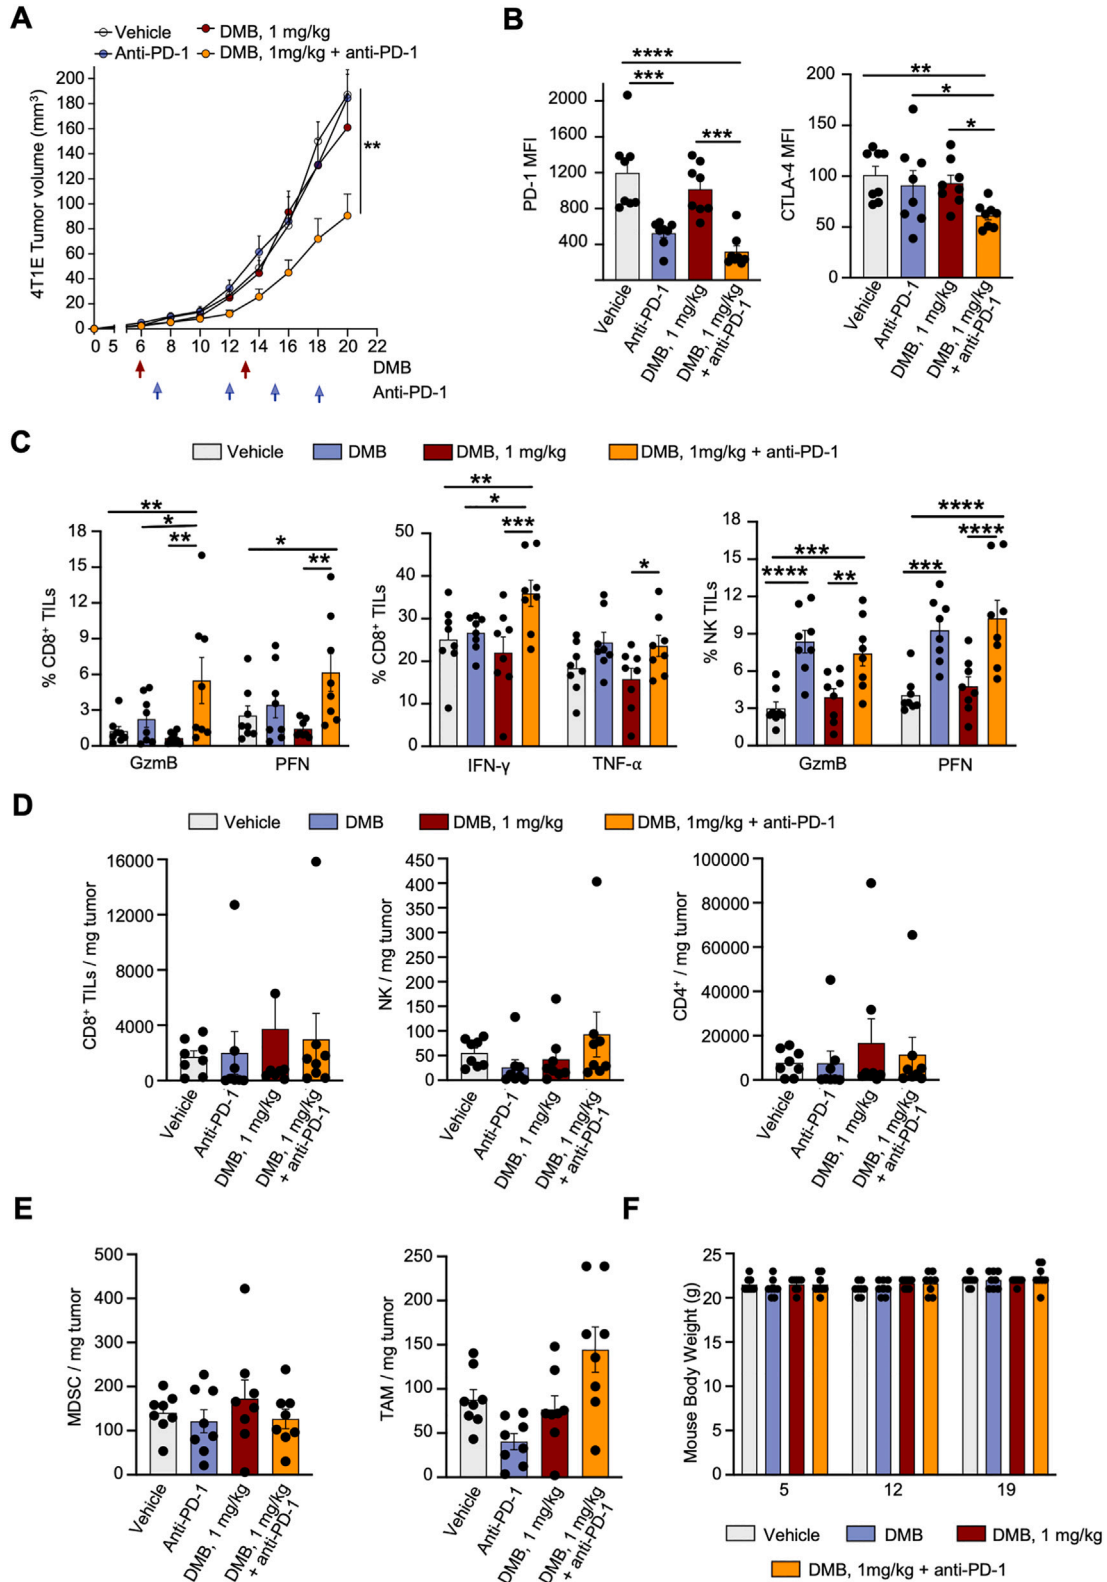 A
Vehicle
DMB, 1 mg/kg
Anti-PD-1
DMB, 1mg/kg + anti-PD-1
4T1E Tumor volume (mm³)
200
180
160
140
120
100
80
60
40
20
0
**
0 5 6 8 10 12 14 16 18 20 22
DMB
Anti-PD-1
B
****
***
***
PD-1 MFI
2000
1600
1200
800
400
Vehicle
Anti-PD-1
DMB, 1 mg/kg
DMB, 1 mg/kg
+ anti-PD-1
**
*
*
CTLA-4 MFI
200
150
100
50
0
Vehicle
Anti-PD-1
DMB, 1 mg/kg
DMB, 1 mg/kg
+ anti-PD-1
C
Vehicle
DMB
DMB, 1 mg/kg
DMB, 1mg/kg + anti-PD-1
% CD8⁺ TILs
18
15
12
9
6
3
0
**
*
**
*
**
GzmB
PFN
% CD8⁺ TILs
50
40
30
20
10
0
**
*
***
*
IFN-γ
TNF-α
% NK TILs
18
15
12
9
6
3
0
***
****
**
****
****
***
GzmB
PFN
D
Vehicle
DMB
DMB, 1 mg/kg
DMB, 1mg/kg + anti-PD-1
CD8⁺ TILs / mg tumor
16000
12000
8000
4000
0
Vehicle
Anti-PD-1
DMB, 1 mg/kg
DMB, 1 mg/kg
+ anti-PD-1
NK / mg tumor
450
400
350
300
250
200
150
100
50
0
Vehicle
Anti-PD-1
DMB, 1 mg/kg
DMB, 1 mg/kg
+ anti-PD-1
CD4⁺ / mg tumor
100000
80000
60000
40000
20000
0
Vehicle
Anti-PD-1
DMB, 1 mg/kg
DMB, 1 mg/kg
+ anti-PD-1
E
MDSC / mg tumor
500
400
300
200
100
0
Vehicle
Anti-PD-1
DMB, 1 mg/kg
DMB, 1 mg/kg
+ anti-PD-1
TAM / mg tumor
250
200
150
100
50
0
Vehicle
Anti-PD-1
DMB, 1 mg/kg
DMB, 1 mg/kg
+ anti-PD-1
F
Mouse Body Weight (g)
25
20
15
10
5
0
5 12 19
Vehicle
DMB
DMB, 1 mg/kg
DMB, 1mg/kg + anti-PD-1